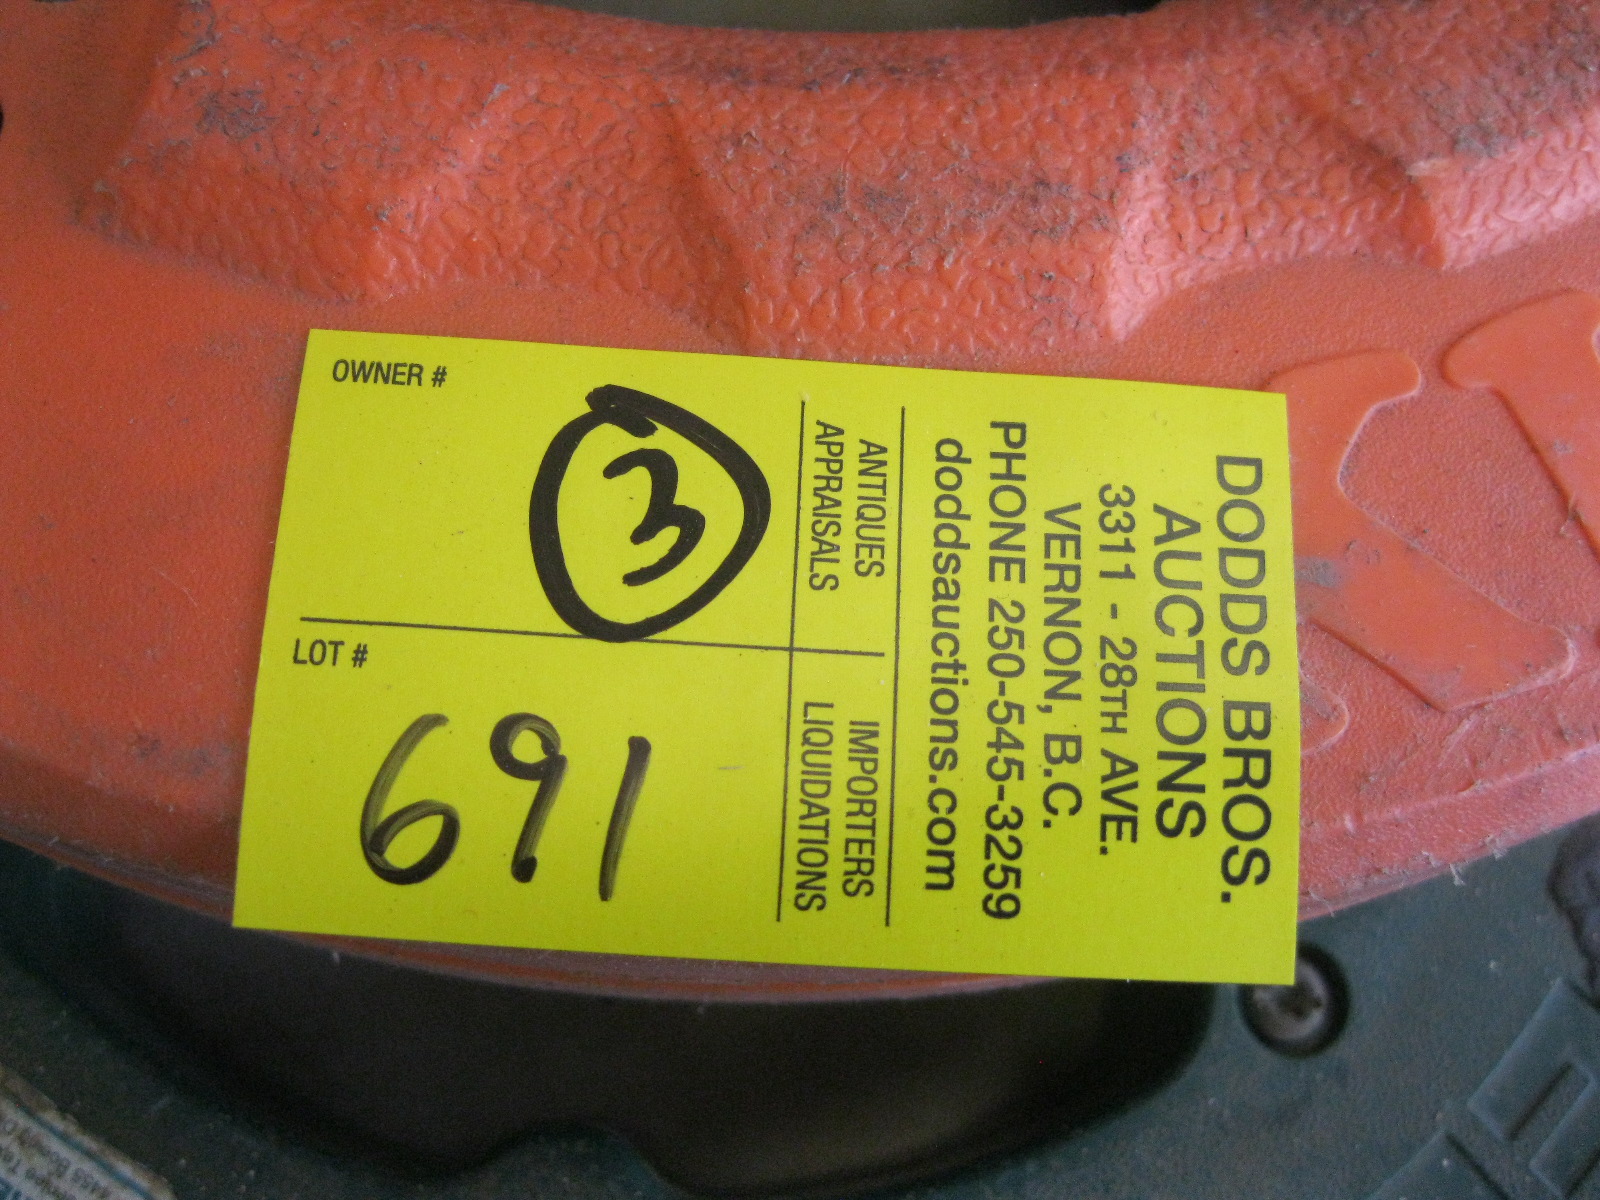 DODDS BROS.
AUCTIONS
3311 - 28TH AVE.
VERNON, B.C.
PHONE 250-545-3259
doddsauctions.com
ANTIQUES
APPRAISALS
IMPORTERS
LIQUIDATIONS
OWNER #
3
LOT #
691